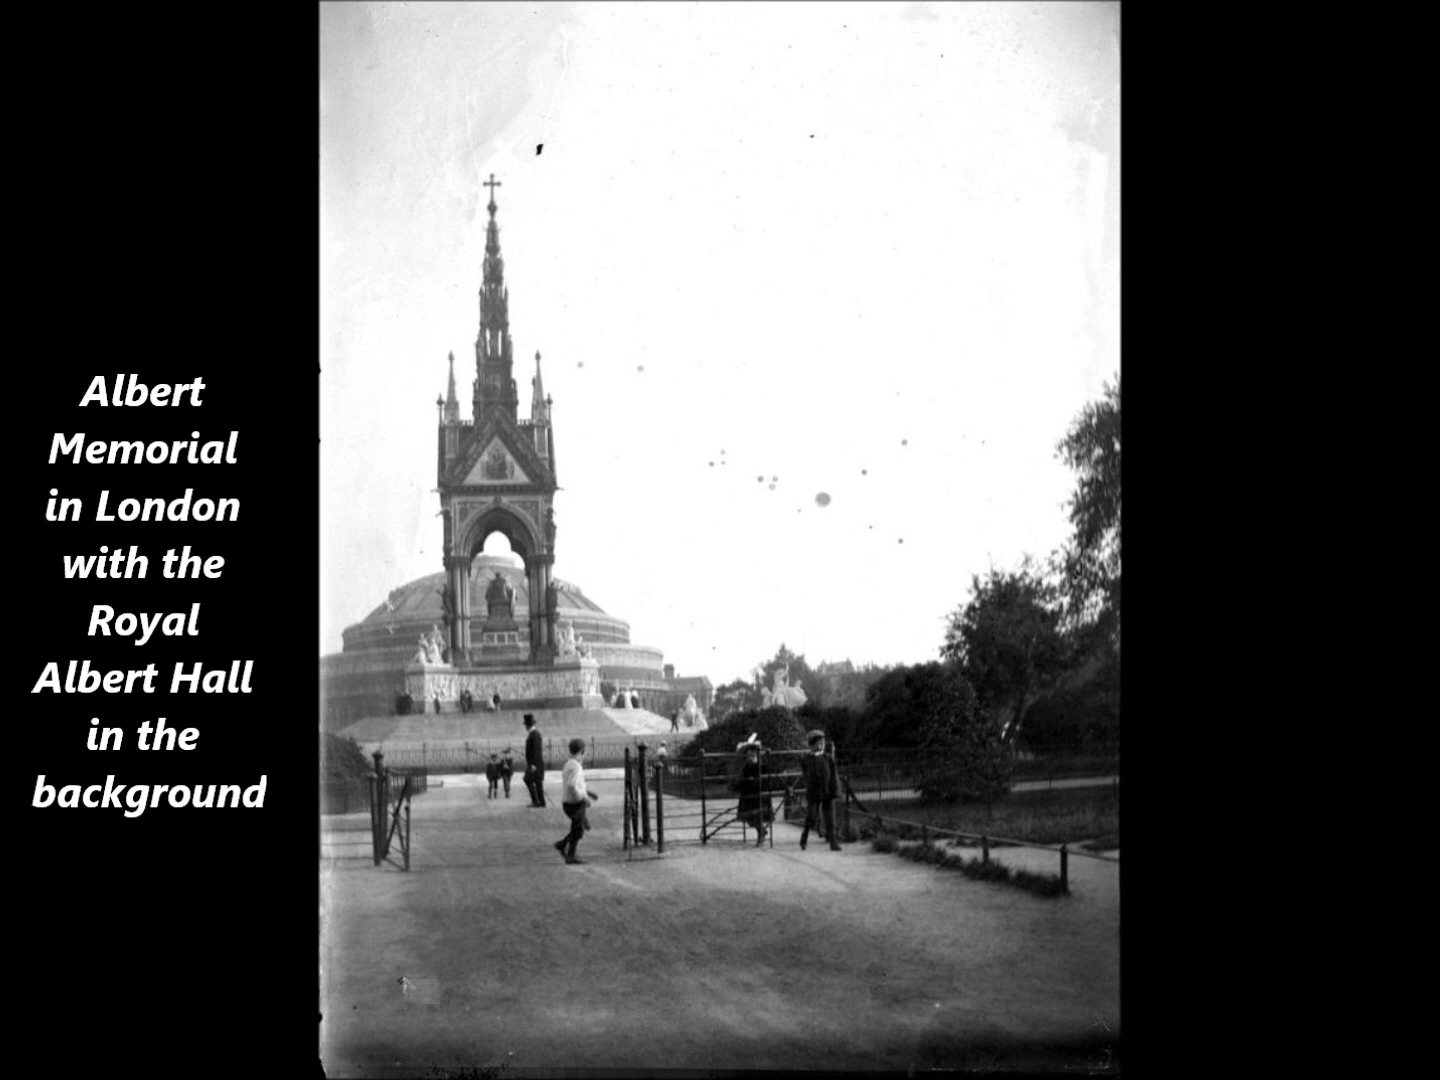 Albert
Memorial
in London
with the
Royal
Albert Hall
in the
background